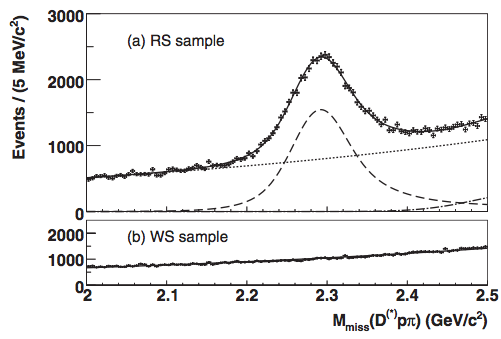 3000
(a) RS sample
2000
1000
0
Events / (5 MeV/c²)
2000
(b) WS sample
1000
0
2 2.1 2.2 2.3 2.4 2.5
M_miss(D^(*)pπ) (GeV/c²)